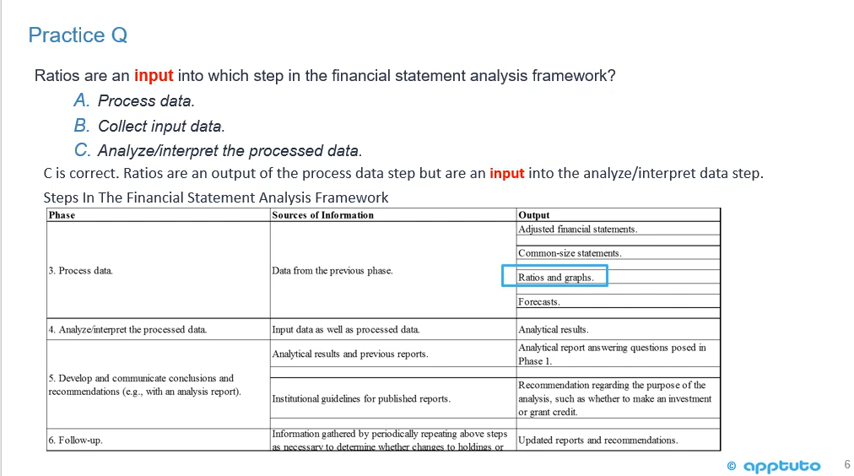 Practice Q
Ratios are an input into which step in the financial statement analysis framework?
A. Process data.
B. Collect input data.
C. Analyze/interpret the processed data.
C is correct. Ratios are an output of the process data step but are an input into the analyze/interpret data step.
Steps In The Financial Statement Analysis Framework
Phase Sources of Information Output
Adjusted financial statements.
Common-size statements.
3. Process data. Data from the previous phase.
Ratios and graphs.
Forecasts.
4. Analyze/interpret the processed data. Input data as well as processed data. Analytical results.
Analytical results and previous reports. Analytical report answering questions posed in
Phase 1.
5. Develop and communicate conclusions and
recommendations (e.g., with an analysis report).
Institutional guidelines for published reports.
Recommendation regarding the purpose of the
analysis, such as whether to make an investment
or grant credit.
6. Follow-up.
Information gathered by periodically repeating above steps
as necessary to determine whether changes to holdings or
Updated reports and recommendations.
© apptuto 6